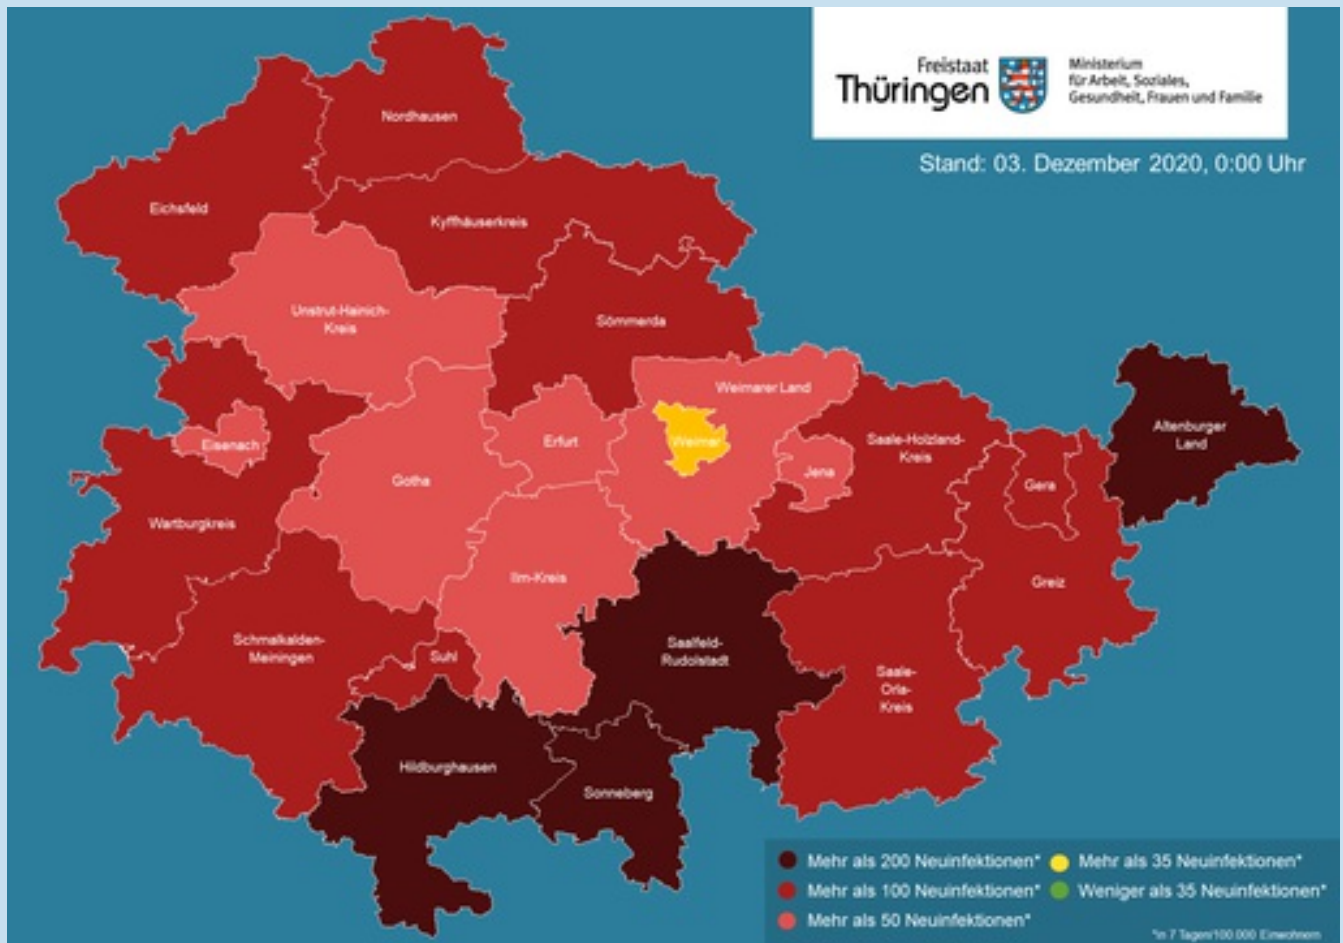 Freistaat
Thüringen
Ministerium
für Arbeit, Soziales,
Gesundheit, Frauen und Familie
Stand: 03. Dezember 2020, 0:00 Uhr
Nordhausen
Eichsfeld
Kyffhäuserkreis
Unstrut-Hainich-
Kreis
Sömmerda
Weimarer Land
Altenburger
Land
Eisenach
Erfurt
Weimar
Saale-Holzland-
Kreis
Jena
Gera
Gotha
Wartburgkreis
Ilm-Kreis
Greiz
Schmalkalden-
Meiningen
Suhl
Saalfeld-
Rudolstadt
Saale-
Orla-
Kreis
Hildburghausen
Sonneberg
Mehr als 200 Neuinfektionen*
Mehr als 35 Neuinfektionen*
Mehr als 100 Neuinfektionen*
Weniger als 35 Neuinfektionen*
Mehr als 50 Neuinfektionen*
*in 7 Tagen/100 000 Einwohnern